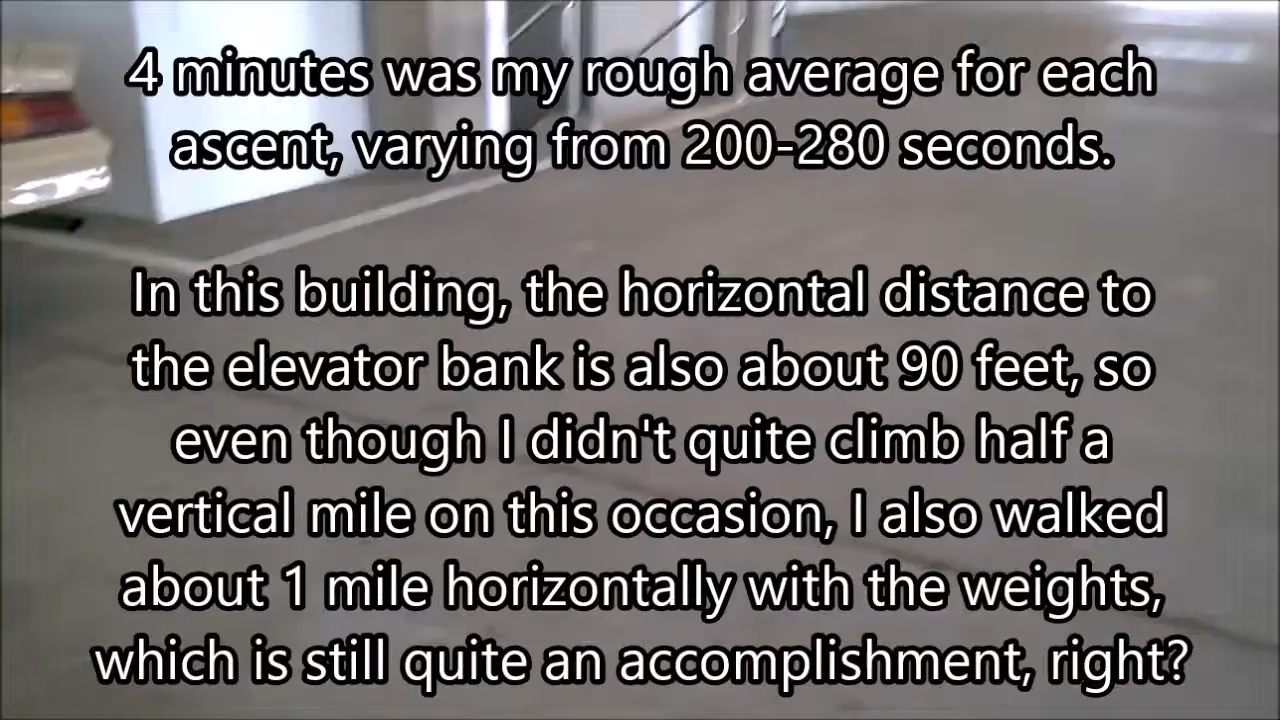 4 minutes was my rough average for each
ascent, varying from 200-280 seconds.
In this building, the horizontal distance to
the elevator bank is also about 90 feet, so
even though I didn't quite climb half a
vertical mile on this occasion, I also walked
about 1 mile horizontally with the weights,
which is still quite an accomplishment, right?